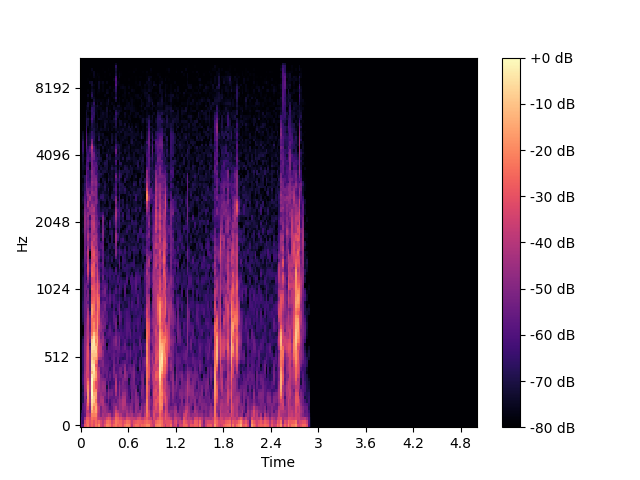 8192
4096
2048
1024
512
0
Hz
0 0.6 1.2 1.8 2.4 3 3.6 4.2 4.8
Time
+0 dB
-10 dB
-20 dB
-30 dB
-40 dB
-50 dB
-60 dB
-70 dB
-80 dB